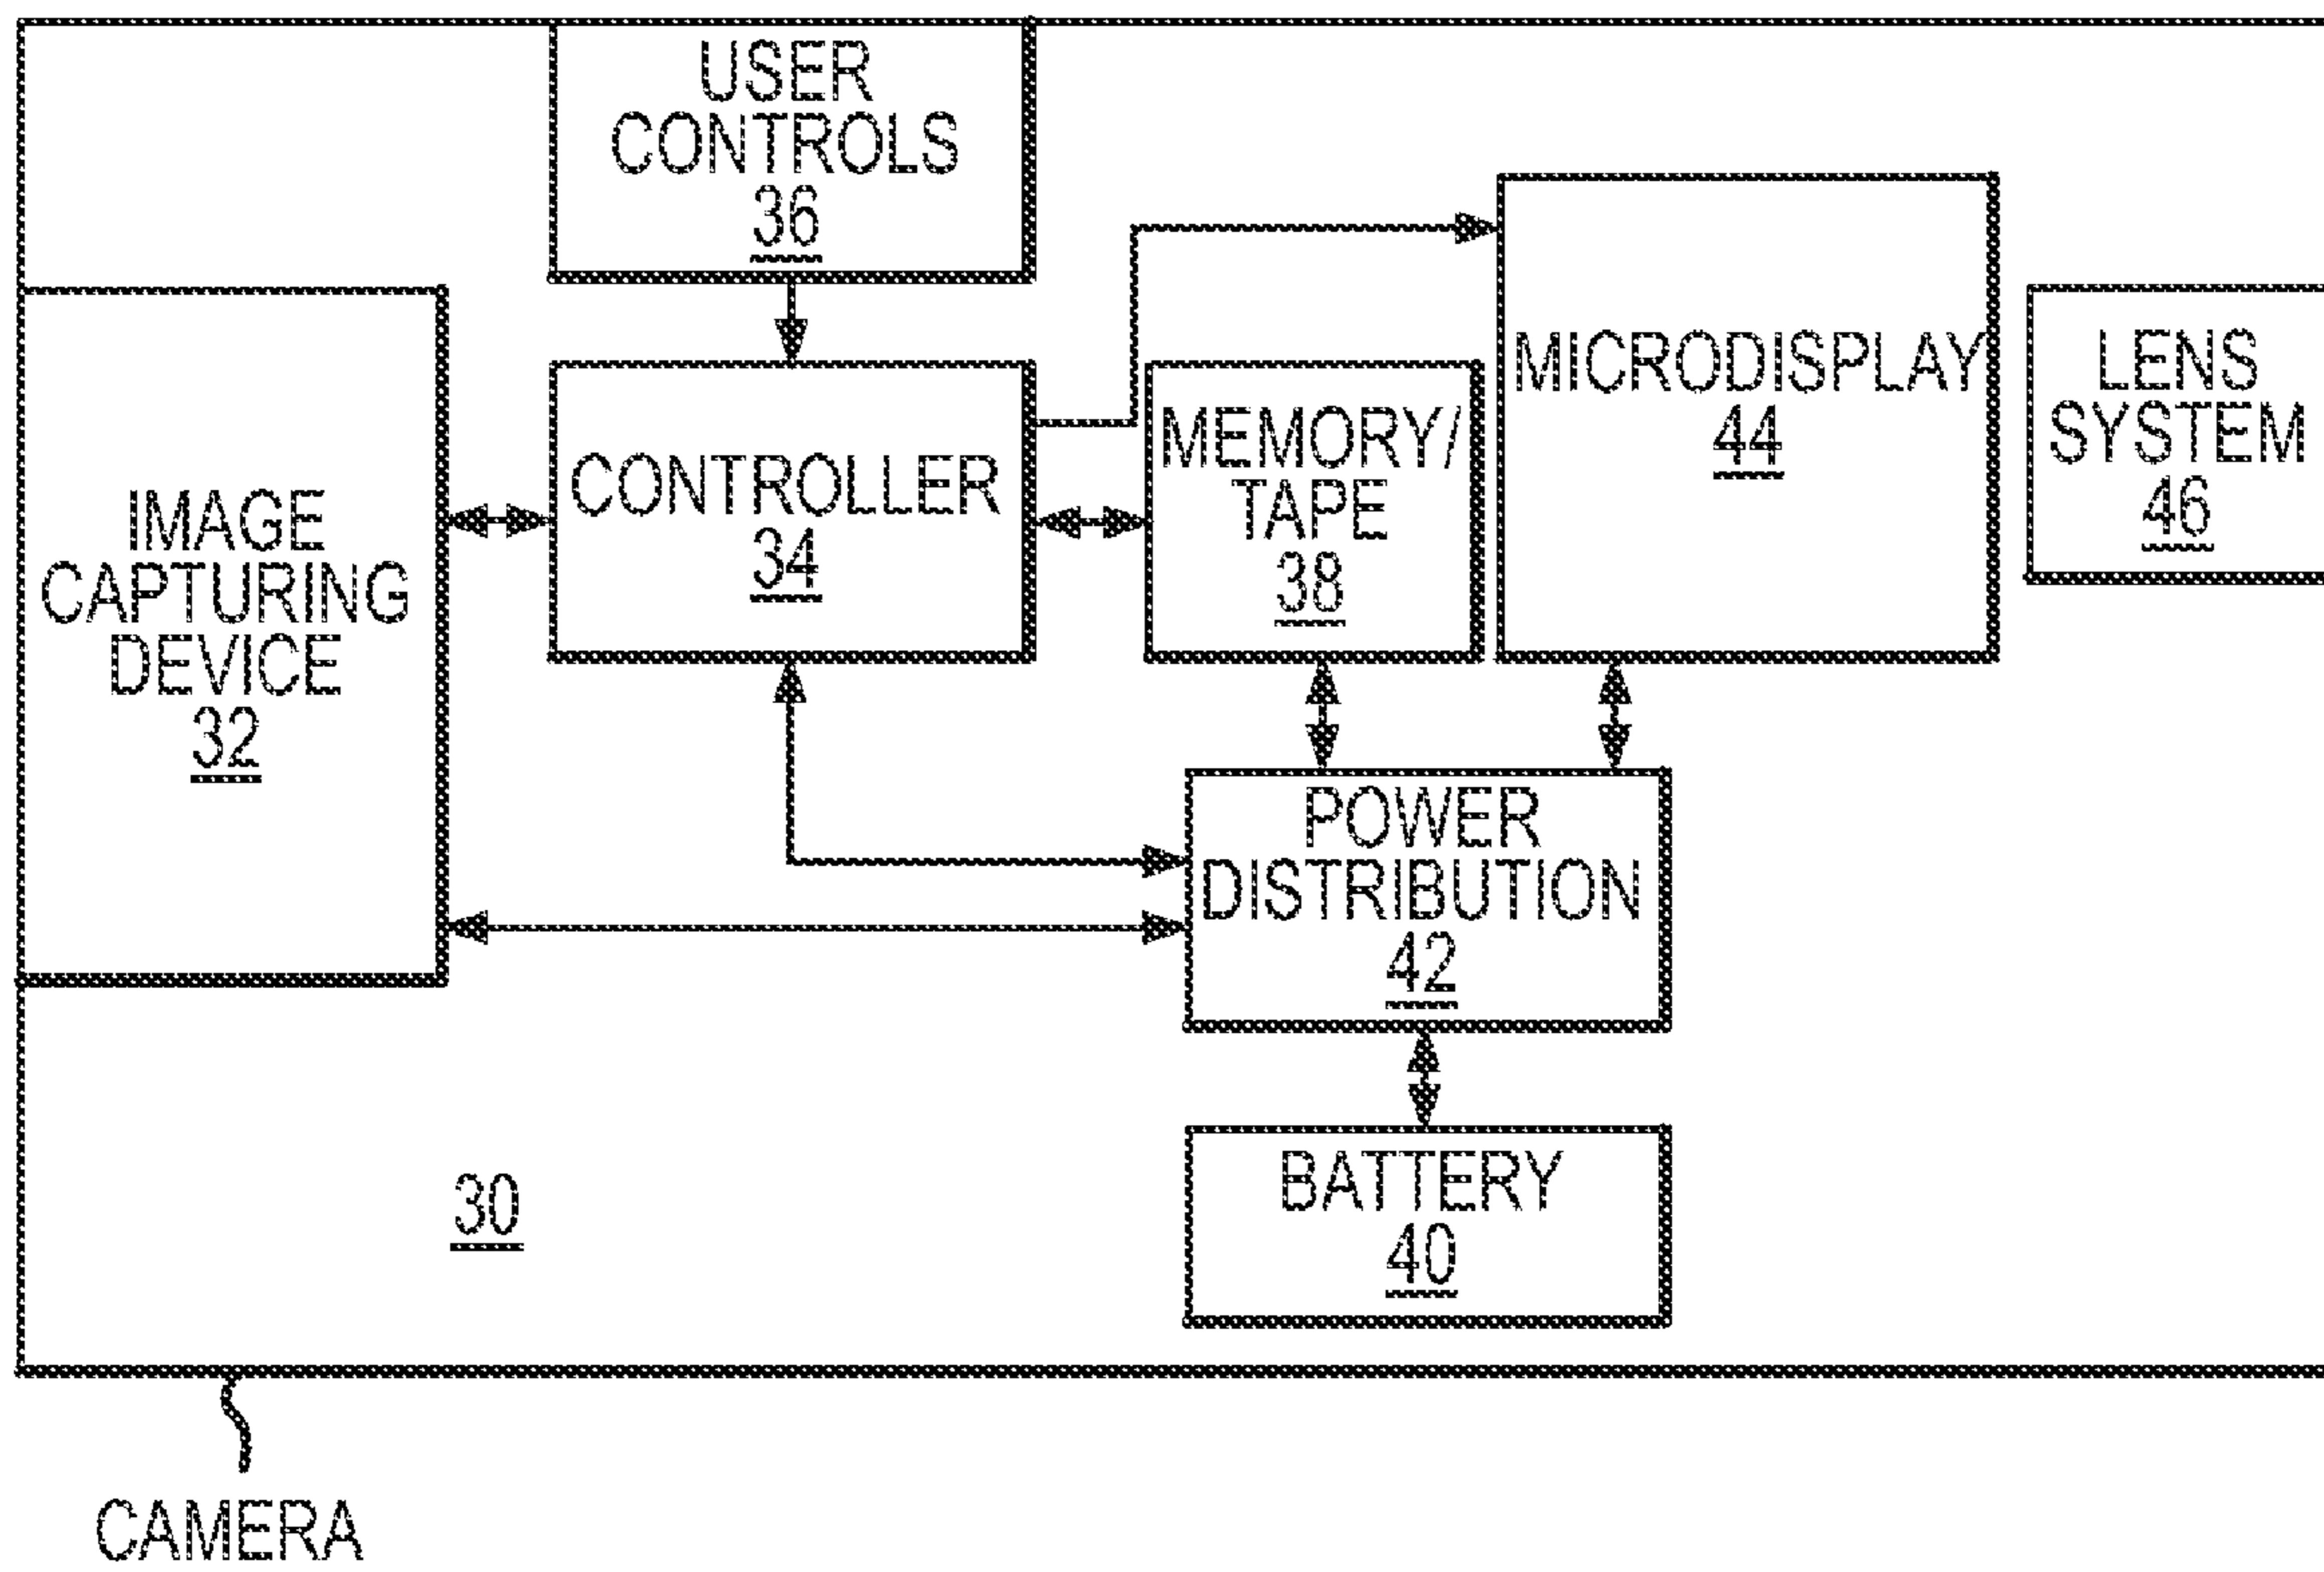 USER
CONTROLS
36
IMAGE
CAPTURING
DEVICE
32
CONTROLLER
34
MEMORY/
TAPE
38
MICRODISPLAY
44
LENS
SYSTEM
46
POWER
DISTRIBUTION
42
BATTERY
40
30
CAMERA